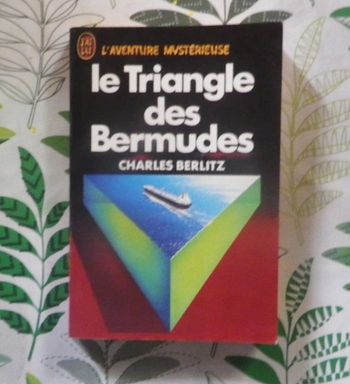 J'AI
LU
L'AVENTURE MYSTÉRIEUSE
le Triangle
des
Bermudes
CHARLES BERLITZ